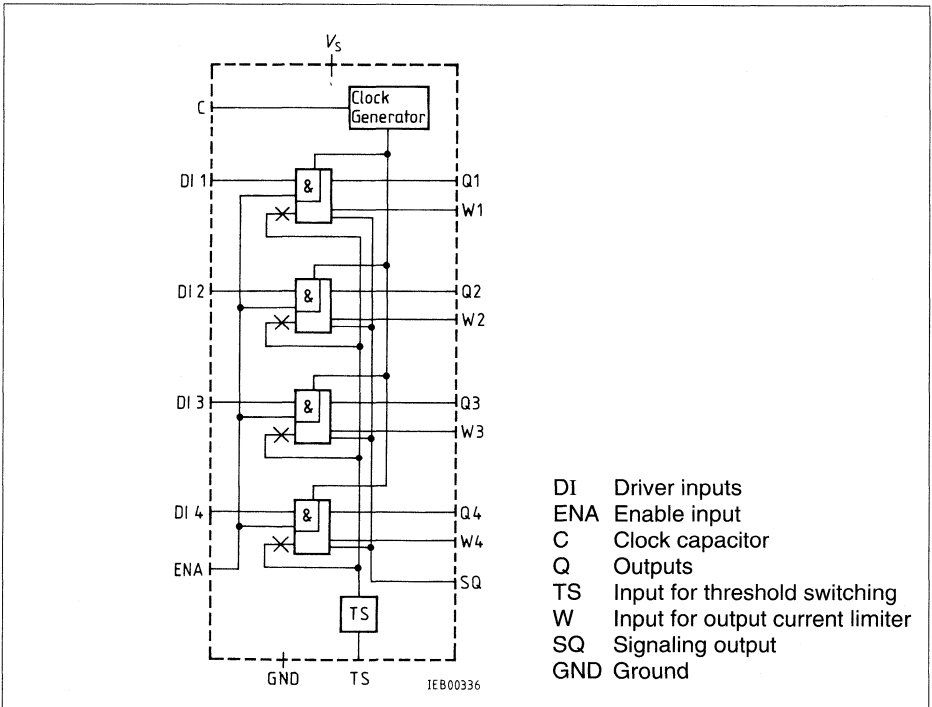 Vs
C
Clock
Generator
DI 1
&
Q1
W1
DI 2
&
Q2
W2
DI 3
&
Q3
W3
DI 4
&
Q4
W4
ENA
SQ
TS
GND
TS
IEB00336
DI Driver inputs
ENA Enable input
C Clock capacitor
Q Outputs
TS Input for threshold switching
W Input for output current limiter
SQ Signaling output
GND Ground